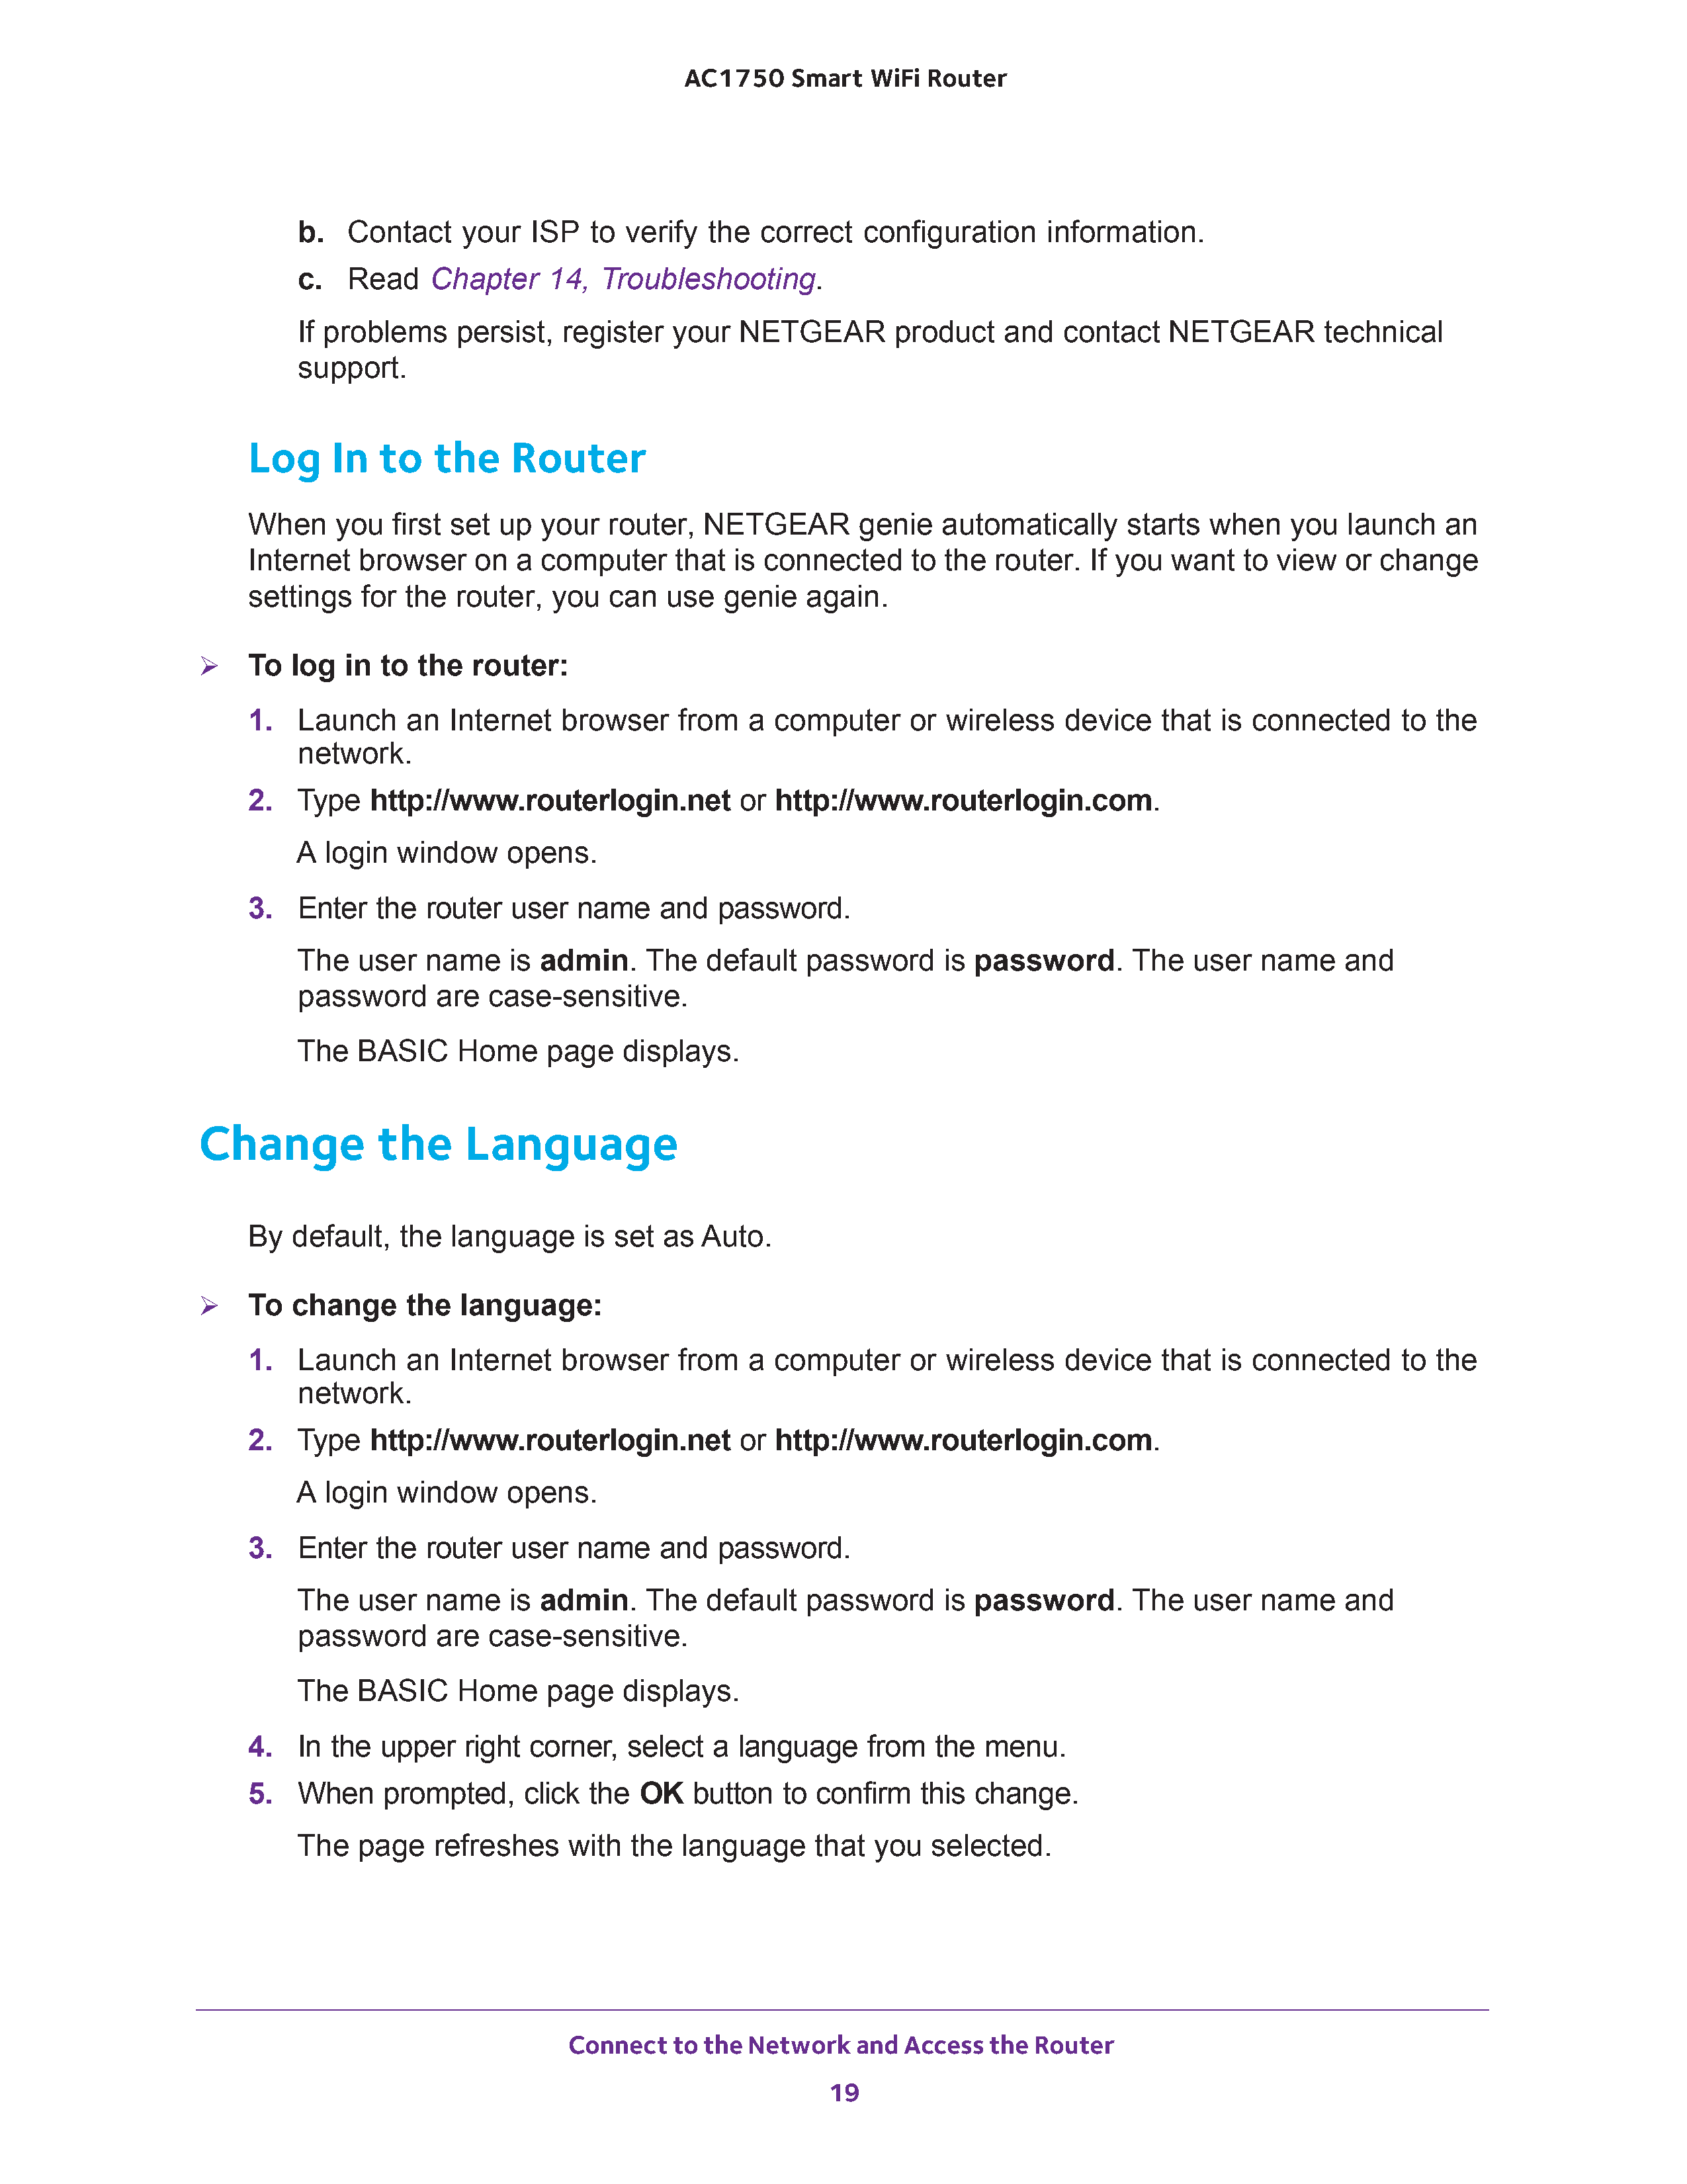 AC1750 Smart WiFi Router
b. Contact your ISP to verify the correct configuration information.
c. Read Chapter 14, Troubleshooting.
If problems persist, register your NETGEAR product and contact NETGEAR technical
support.
Log In to the Router
When you first set up your router, NETGEAR genie automatically starts when you launch an
Internet browser on a computer that is connected to the router. If you want to view or change
settings for the router, you can use genie again.
➢ To log in to the router:
1. Launch an Internet browser from a computer or wireless device that is connected to the
network.
2. Type http://www.routerlogin.net or http://www.routerlogin.com.
A login window opens.
3. Enter the router user name and password.
The user name is admin. The default password is password. The user name and
password are case-sensitive.
The BASIC Home page displays.
Change the Language
By default, the language is set as Auto.
➢ To change the language:
1. Launch an Internet browser from a computer or wireless device that is connected to the
network.
2. Type http://www.routerlogin.net or http://www.routerlogin.com.
A login window opens.
3. Enter the router user name and password.
The user name is admin. The default password is password. The user name and
password are case-sensitive.
The BASIC Home page displays.
4. In the upper right corner, select a language from the menu.
5. When prompted, click the OK button to confirm this change.
The page refreshes with the language that you selected.
Connect to the Network and Access the Router
19